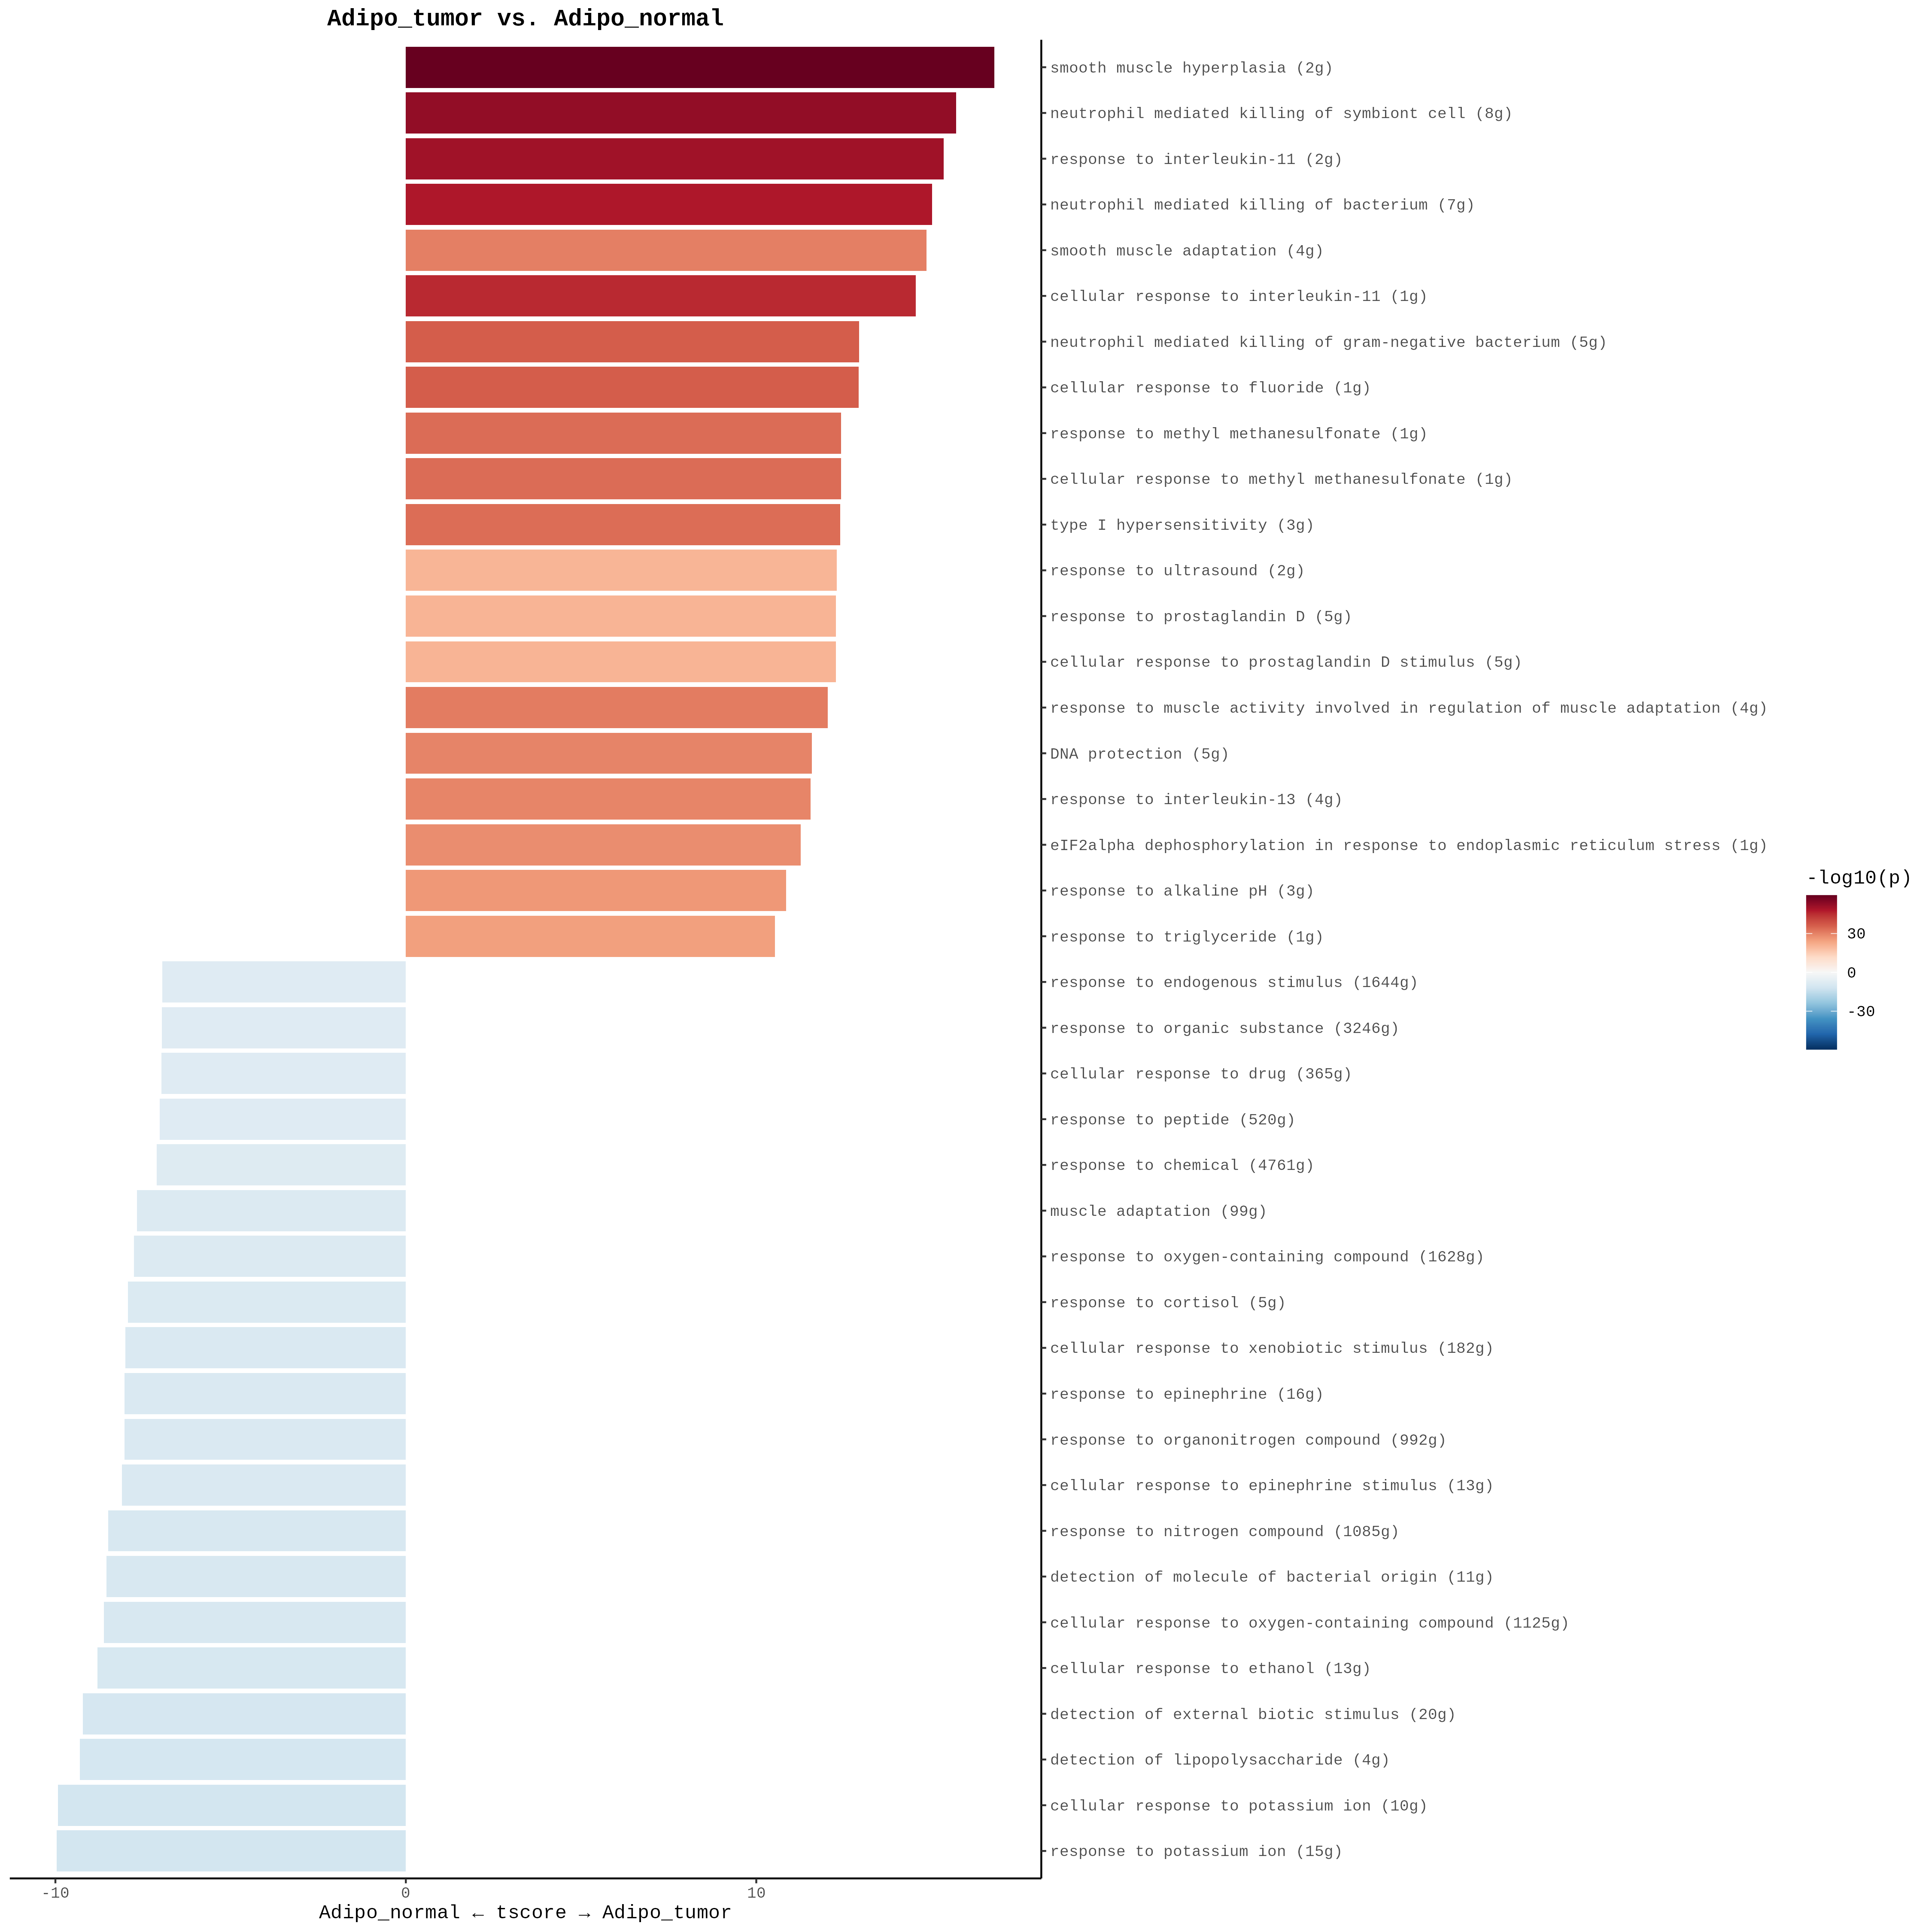 Adipo_tumor vs. Adipo_normal
smooth muscle hyperplasia (2g)
neutrophil mediated killing of symbiont cell (8g)
response to interleukin-11 (2g)
neutrophil mediated killing of bacterium (7g)
smooth muscle adaptation (4g)
cellular response to interleukin-11 (1g)
neutrophil mediated killing of gram-negative bacterium (5g)
cellular response to fluoride (1g)
response to methyl methanesulfonate (1g)
cellular response to methyl methanesulfonate (1g)
type I hypersensitivity (3g)
response to ultrasound (2g)
response to prostaglandin D (5g)
cellular response to prostaglandin D stimulus (5g)
response to muscle activity involved in regulation of muscle adaptation (4g)
DNA protection (5g)
response to interleukin-13 (4g)
eIF2alpha dephosphorylation in response to endoplasmic reticulum stress (1g)
response to alkaline pH (3g)
response to triglyceride (1g)
response to endogenous stimulus (1644g)
response to organic substance (3246g)
cellular response to drug (365g)
response to peptide (520g)
response to chemical (4761g)
muscle adaptation (99g)
response to oxygen-containing compound (1628g)
response to cortisol (5g)
cellular response to xenobiotic stimulus (182g)
response to epinephrine (16g)
response to organonitrogen compound (992g)
cellular response to epinephrine stimulus (13g)
response to nitrogen compound (1085g)
detection of molecule of bacterial origin (11g)
cellular response to oxygen-containing compound (1125g)
cellular response to ethanol (13g)
detection of external biotic stimulus (20g)
detection of lipopolysaccharide (4g)
cellular response to potassium ion (10g)
response to potassium ion (15g)
-10 0 10
Adipo_normal ← tscore → Adipo_tumor
-log10(p)
30
0
-30